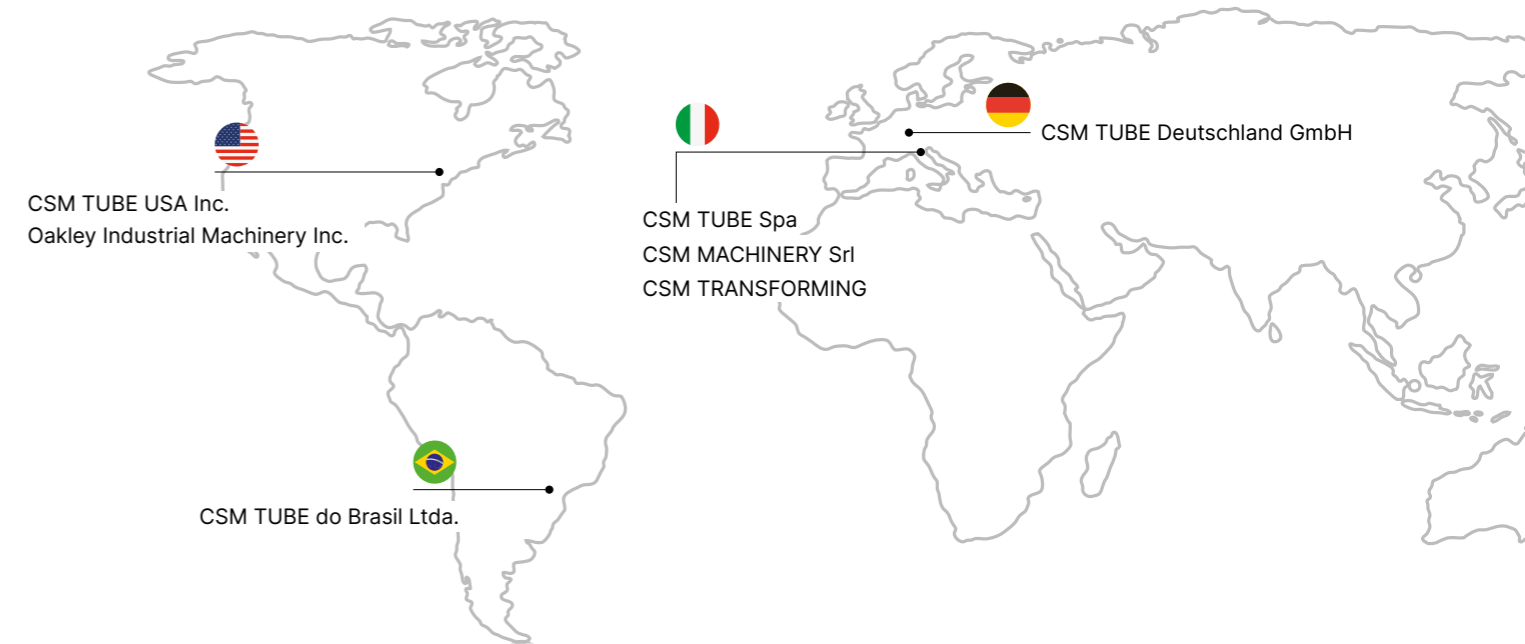 CSM TUBE USA Inc.
Oakley Industrial Machinery Inc.
CSM TUBE do Brasil Ltda.
CSM TUBE Spa
CSM MACHINERY Srl
CSM TRANSFORMING
CSM TUBE Deutschland GmbH